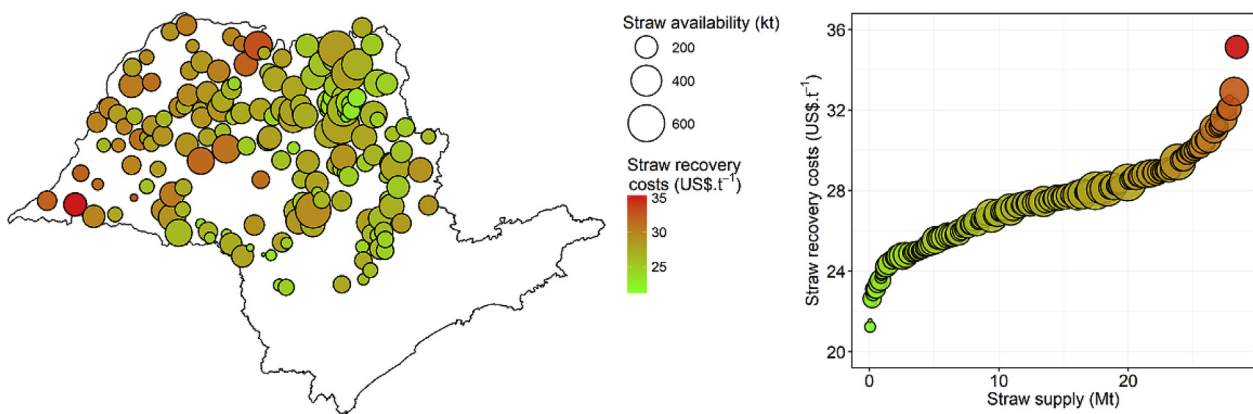 Straw availability (kt)
200
400
600
Straw recovery
costs (US$.t⁻¹)
35
30
25
Straw recovery costs (US$.t⁻¹)
36
32
28
24
20
0
10
20
Straw supply (Mt)